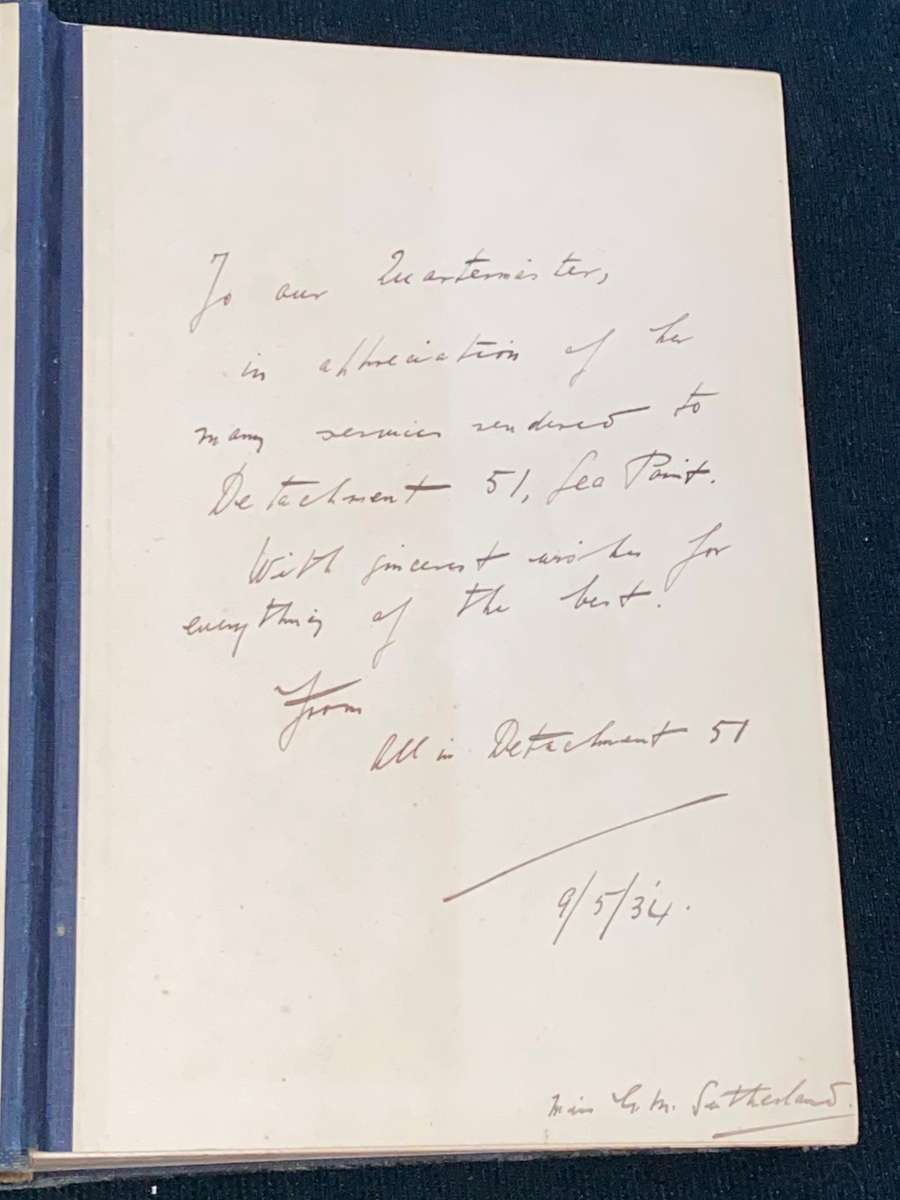 To our Quartermaster,
in appreciation of her
many services rendered to
Detachment 51, Sea Point.
With sincerest wishes for
everything of the best.
From
All in Detachment 51
9/5/34.
Miss G. M. Sutherland.